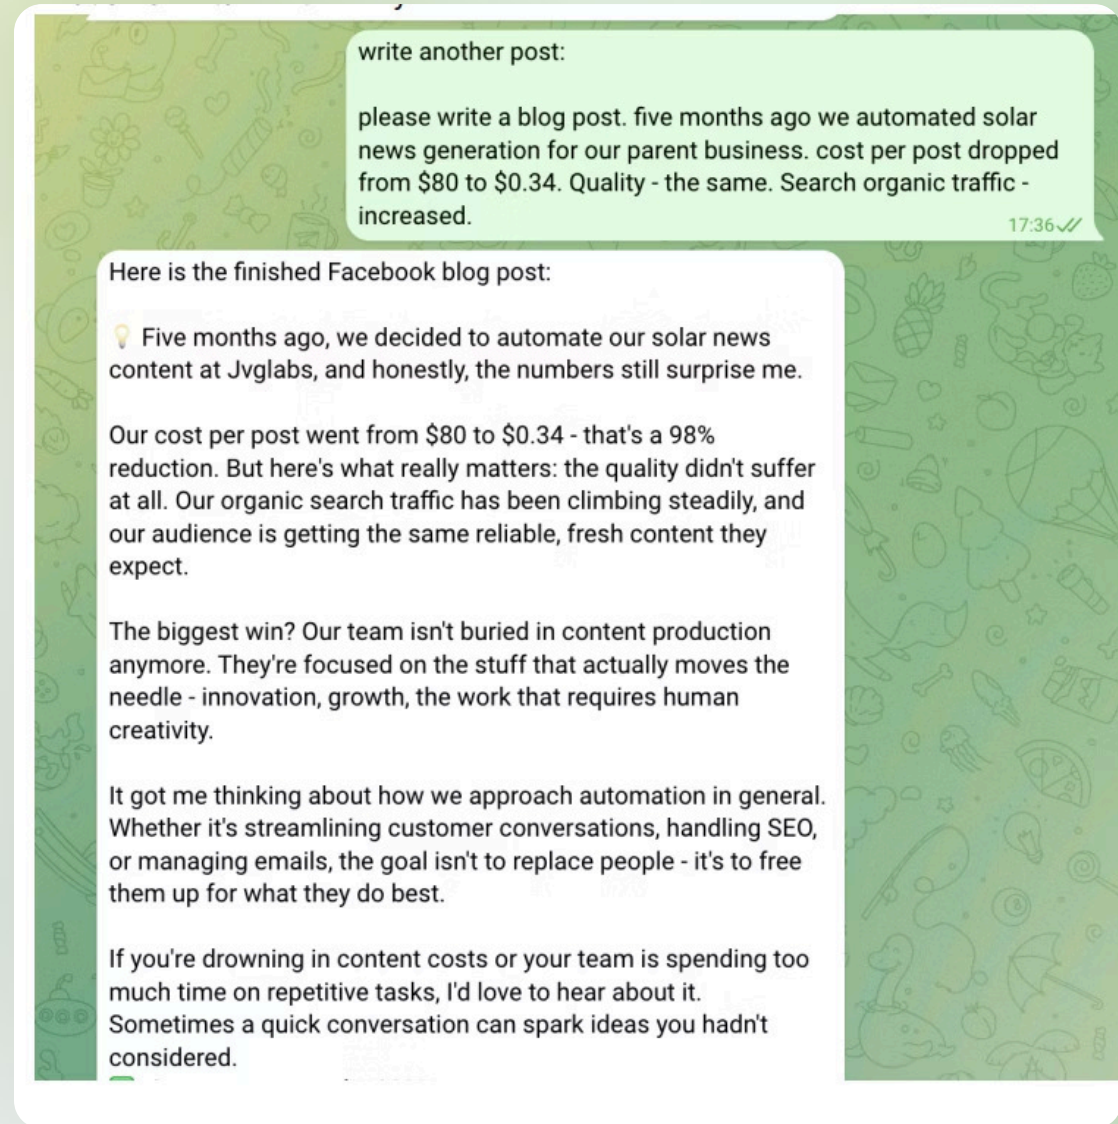 write another post:
please write a blog post. five months ago we automated solar
news generation for our parent business. cost per post dropped
from $80 to $0.34. Quality - the same. Search organic traffic -
increased.
17:36
Here is the finished Facebook blog post:
💡 Five months ago, we decided to automate our solar news
content at Jvglabs, and honestly, the numbers still surprise me.
Our cost per post went from $80 to $0.34 - that's a 98%
reduction. But here's what really matters: the quality didn't suffer
at all. Our organic search traffic has been climbing steadily, and
our audience is getting the same reliable, fresh content they
expect.
The biggest win? Our team isn't buried in content production
anymore. They're focused on the stuff that actually moves the
needle - innovation, growth, the work that requires human
creativity.
It got me thinking about how we approach automation in general.
Whether it's streamlining customer conversations, handling SEO,
or managing emails, the goal isn't to replace people - it's to free
them up for what they do best.
If you're drowning in content costs or your team is spending too
much time on repetitive tasks, I'd love to hear about it.
Sometimes a quick conversation can spark ideas you hadn't
considered.